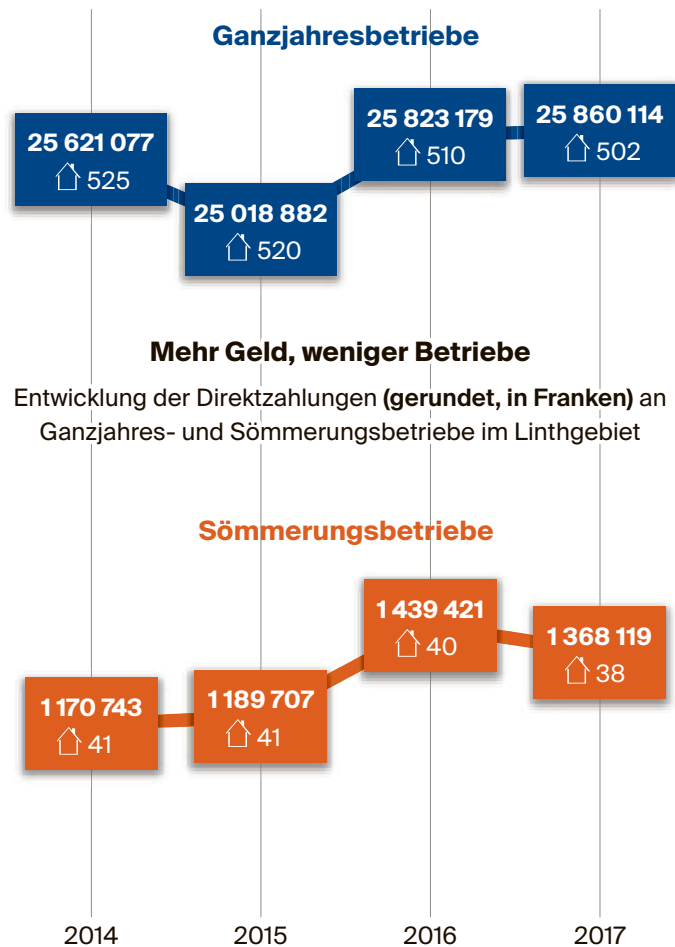 Ganzjahresbetriebe
25 621 077
525
25 018 882
520
25 823 179
510
25 860 114
502
Mehr Geld, weniger Betriebe
Entwicklung der Direktzahlungen (gerundet, in Franken) an
Ganzjahres- und Sömmerungsbetriebe im Linthgebiet
Sömmerungsbetriebe
1 170 743
41
1 189 707
41
1 439 421
40
1 368 119
38
2014 2015 2016 2017